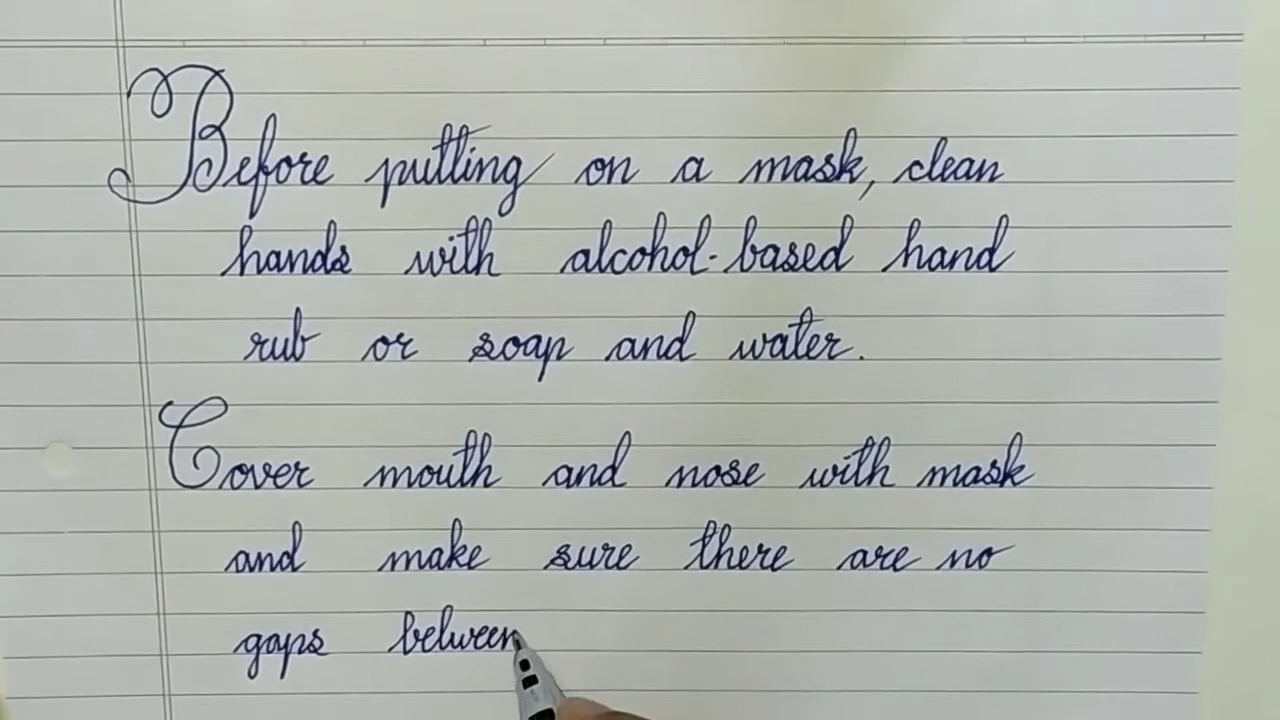 Before putting on a mask, clean
hands with alcohol-based hand
rub or soap and water.
Cover mouth and nose with mask
and make sure there are no
gaps between